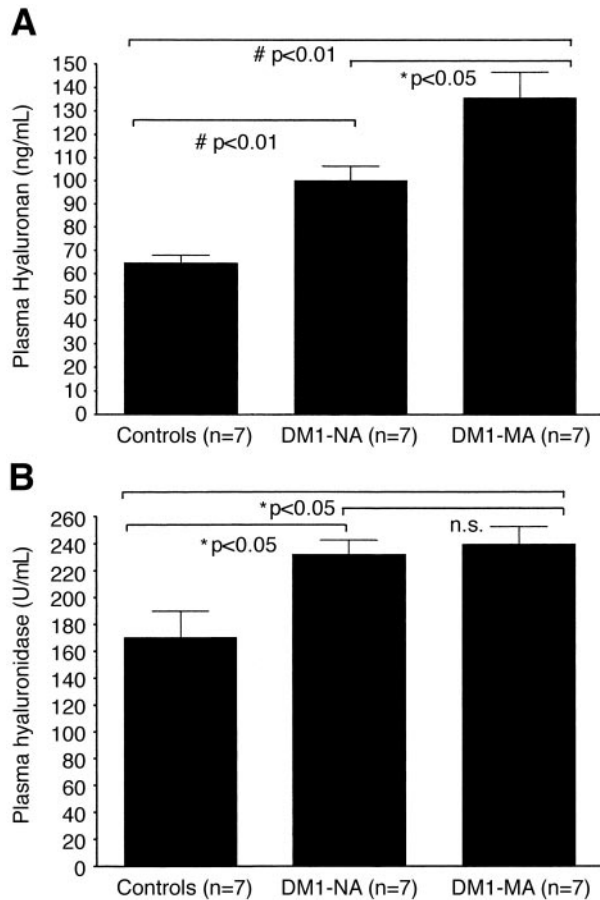 A
# p<0.01
*p<0.05
# p<0.01
Plasma Hyaluronan (ng/mL)
150
140
130
120
110
100
90
80
70
60
50
40
30
20
10
0
Controls (n=7) DM1-NA (n=7) DM1-MA (n=7)
B
*p<0.05
n.s.
*p<0.05
Plasma hyaluronidase (U/mL)
260
240
220
200
180
160
140
120
100
80
60
40
20
0
Controls (n=7) DM1-NA (n=7) DM1-MA (n=7)